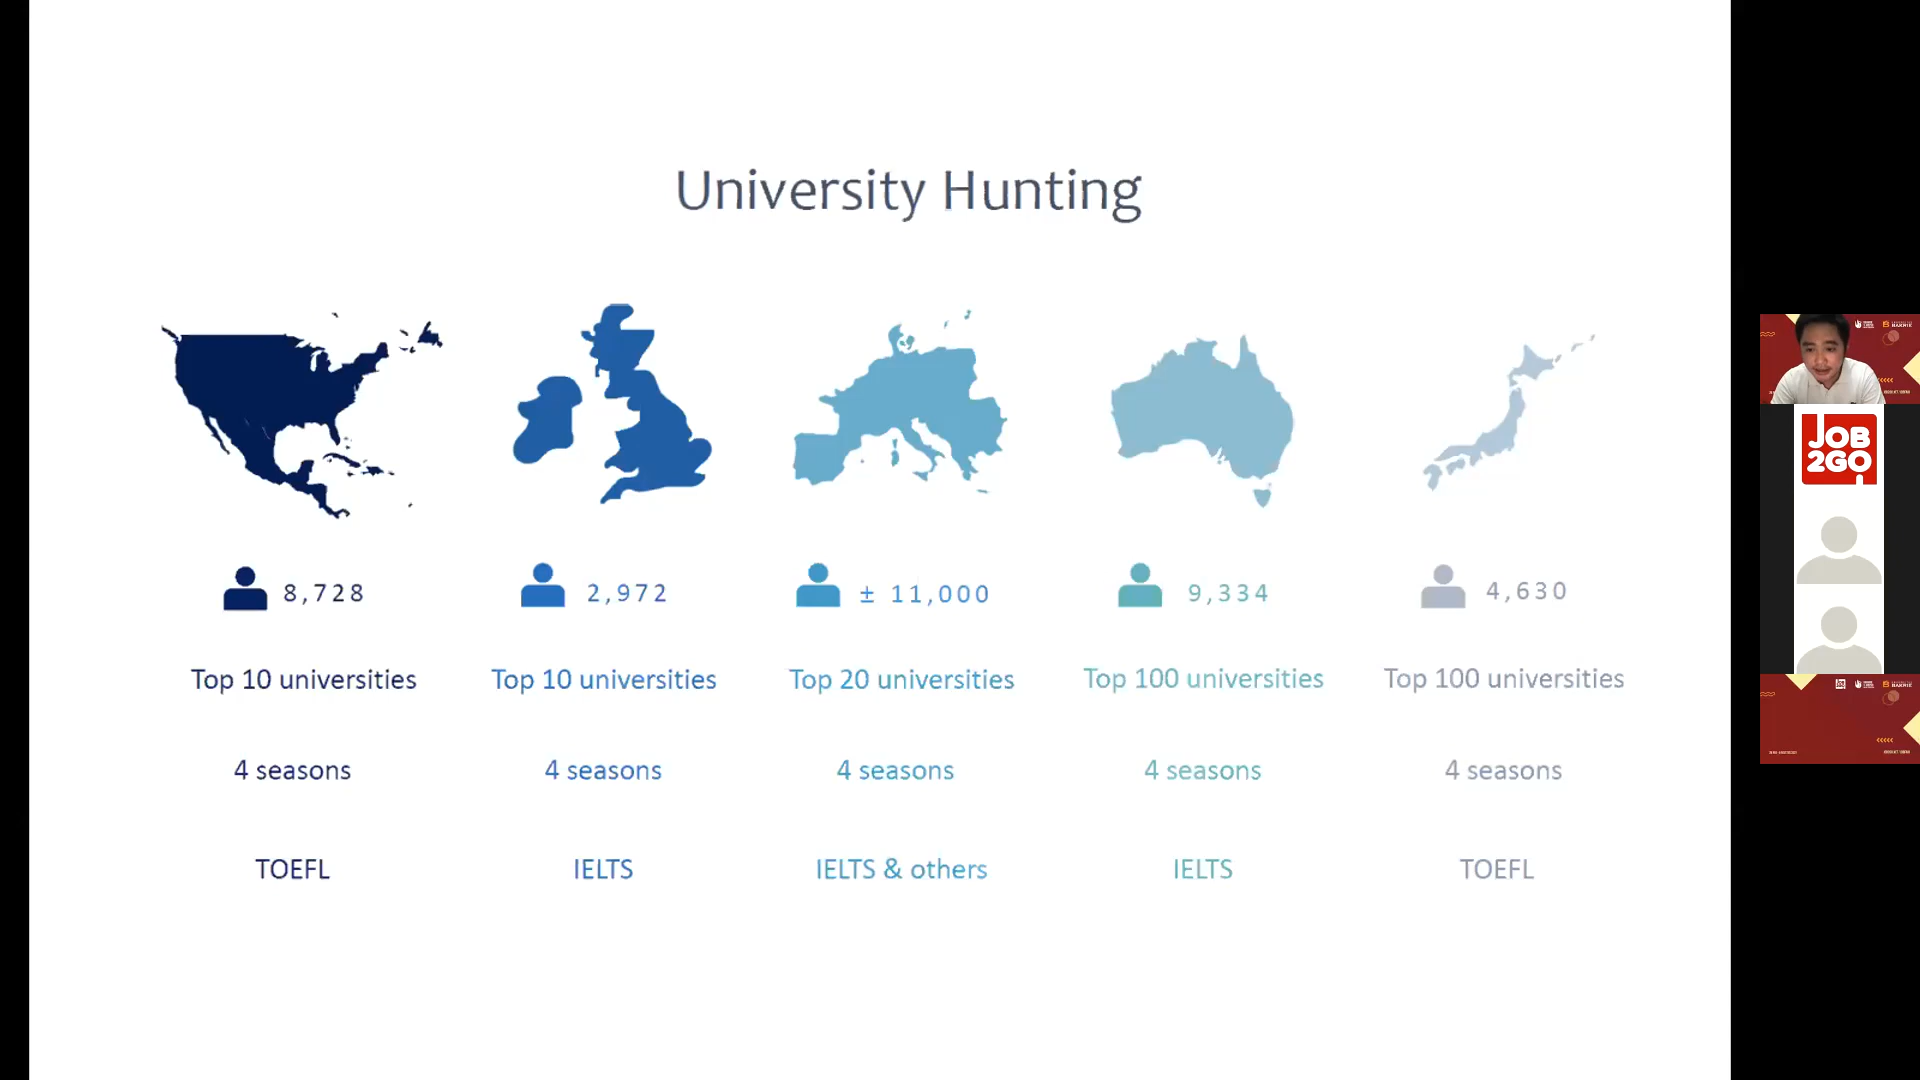 University Hunting
8,728
2,972
± 11,000
9,334
4,630
Top 10 universities
Top 10 universities
Top 20 universities
Top 100 universities
Top 100 universities
4 seasons
4 seasons
4 seasons
4 seasons
4 seasons
TOEFL
IELTS
IELTS & others
IELTS
TOEFL
JOB
2GO
BAKRIE
BAKRIE